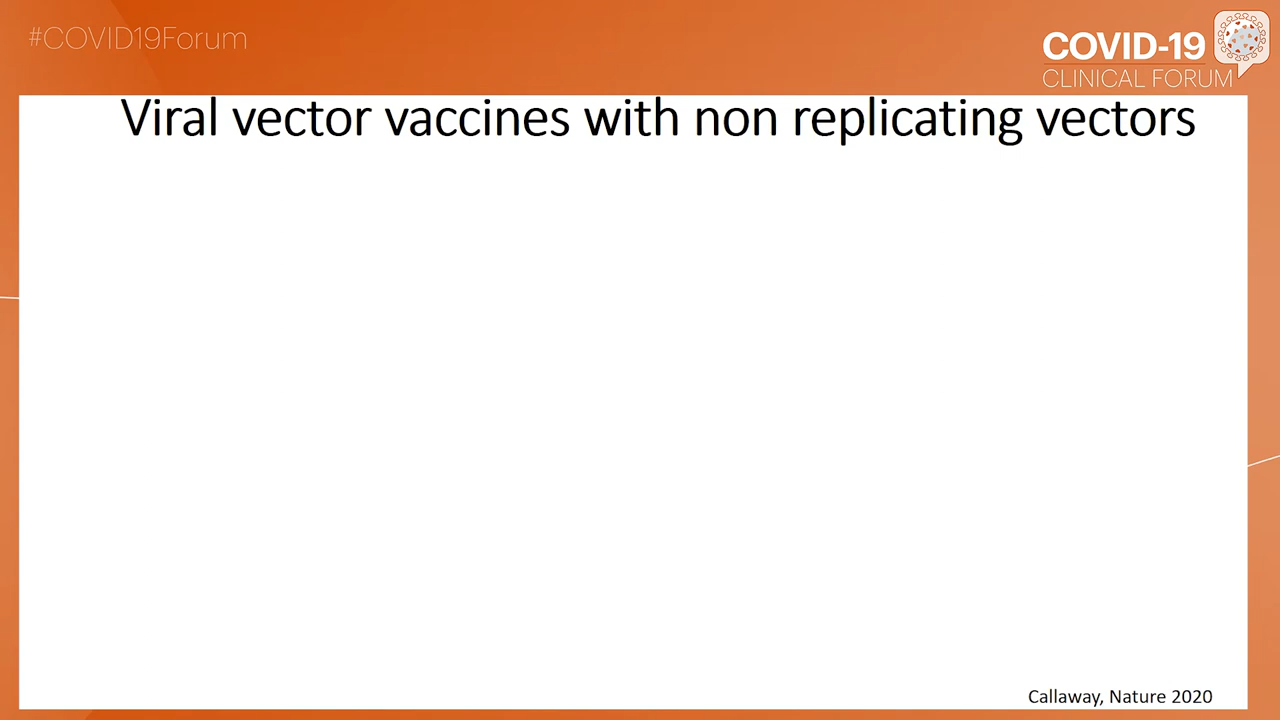 #COVID19Forum
COVID-19
CLINICAL FORUM
Viral vector vaccines with non replicating vectors
Callaway, Nature 2020